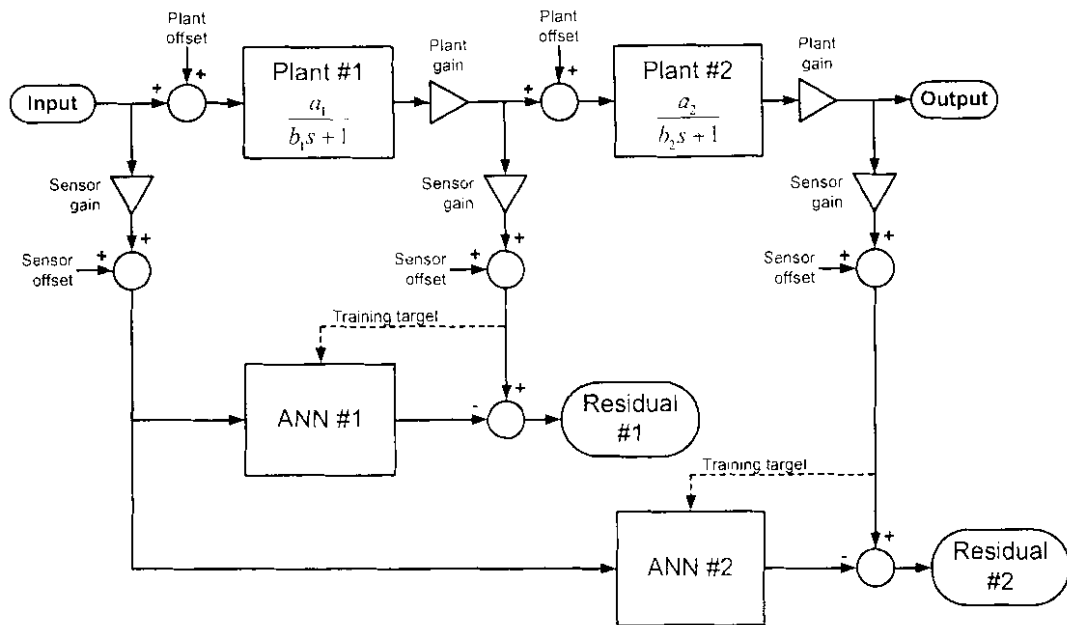 Plant
offset
Plant #1
a₁
b₁s + 1
Plant
gain
Plant
offset
Plant #2
a₂
b₂s + 1
Plant
gain
Input
+
+
+
+
Output
Sensor
gain
Sensor
gain
Sensor
gain
+
+
Sensor
offset
+
+
Sensor
offset
+
+
Sensor
offset
Training target
ANN #1
-
+
Residual
#1
Training target
ANN #2
-
+
Residual
#2